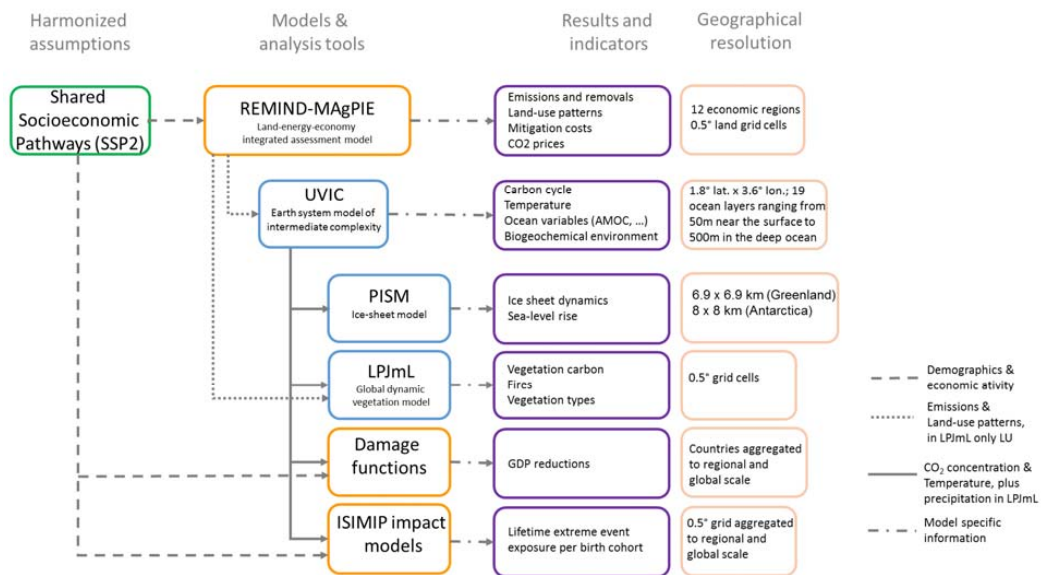 Harmonized
assumptions
Models &
analysis tools
Results and
indicators
Geographical
resolution
Shared
Socioeconomic
Pathways (SSP2)
REMIND-MAgPIE
Land-energy-economy
integrated assessment model
Emissions and removals
Land-use patterns
Mitigation costs
CO2 prices
12 economic regions
0.5° land grid cells
UVIC
Earth system model of
intermediate complexity
Carbon cycle
Temperature
Ocean variables (AMOC, ...)
Biogeochemical environment
1.8° lat. x 3.6° lon.; 19
ocean layers ranging from
50m near the surface to
500m in the deep ocean
PISM
Ice-sheet model
Ice sheet dynamics
Sea-level rise
6.9 x 6.9 km (Greenland)
8 x 8 km (Antarctica)
LPJmL
Global dynamic
vegetation model
Vegetation carbon
Fires
Vegetation types
0.5° grid cells
Damage
functions
GDP reductions
Countries aggregated
to regional and
global scale
ISIMIP impact
models
Lifetime extreme event
exposure per birth cohort
0.5° grid aggregated
to regional and
global scale
Demographics &
economic ativity
Emissions &
Land-use patterns,
in LPJmL only LU
CO₂ concentration &
Temperature, plus
precipitation in LPJmL
Model specific
information